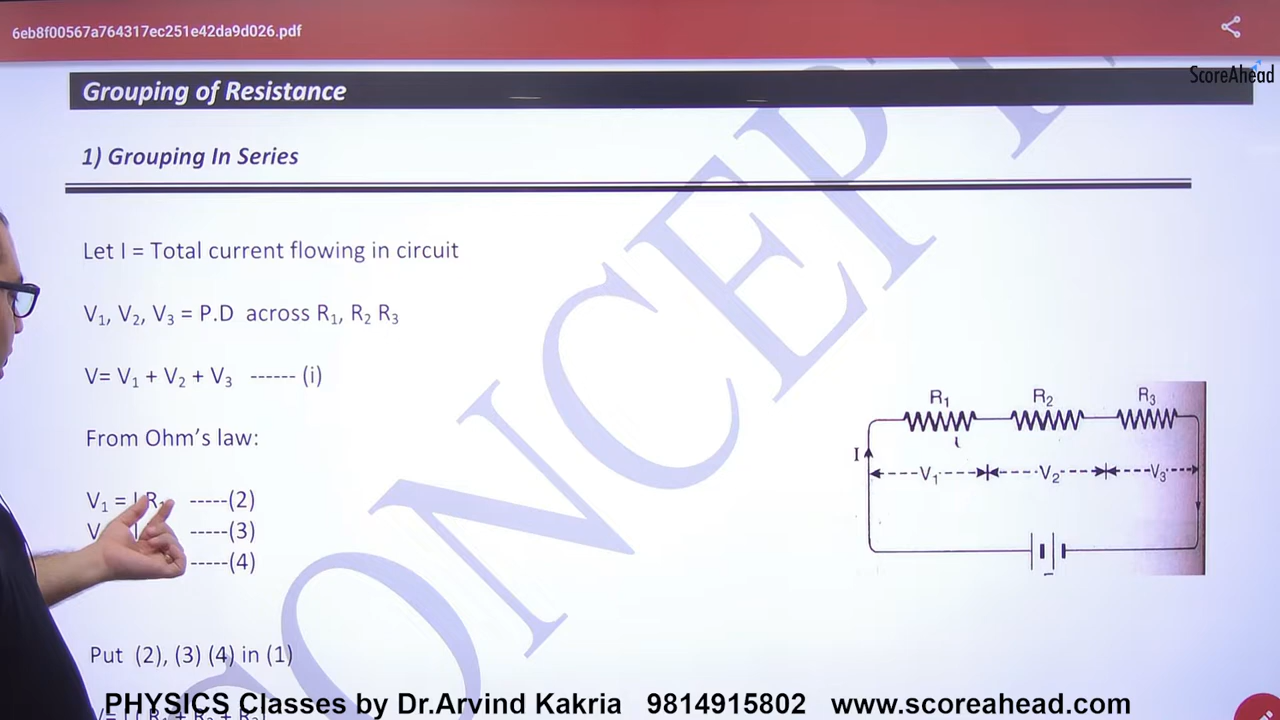 6eb8f00567a764317ec251e42da9d026.pdf
ScoreAhead
Grouping of Resistance
1) Grouping In Series
Let I = Total current flowing in circuit
V₁, V₂, V₃ = P.D across R₁, R₂ R₃
V= V₁ + V₂ + V₃ ------ (i)
From Ohm's law:
V₁ = I R₁ -----(2)
V -----(3)
-----(4)
R₁ R₂ R₃
I
V₁ V₂ V₃
Put (2), (3) (4) in (1)
PHYSICS Classes by Dr.Arvind Kakria 9814915802 www.scoreahead.com
CONCEPT